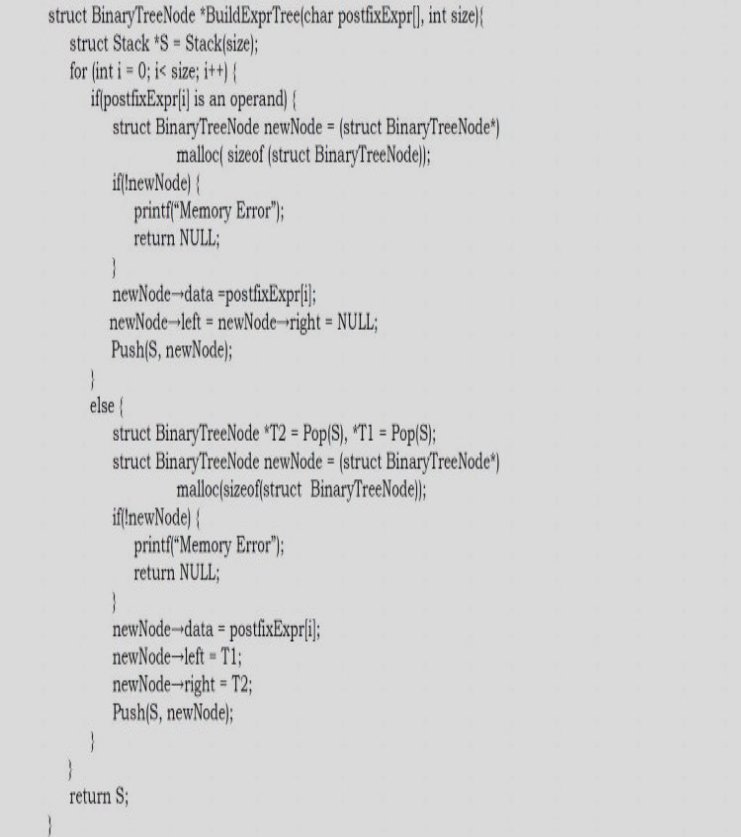 struct BinaryTreeNode *BuildExprTree(char postfixExpr[], int size){
struct Stack *S = Stack(size);
for (int i = 0; i< size; i++) {
if(postfixExpr[i] is an operand) {
struct BinaryTreeNode newNode = (struct BinaryTreeNode*)
malloc( sizeof (struct BinaryTreeNode));
if(!newNode) {
printf("Memory Error");
return NULL;
}
newNode→data =postfixExpr[i];
newNode→left = newNode→right = NULL;
Push(S, newNode);
}
else {
struct BinaryTreeNode *T2 = Pop(S), *T1 = Pop(S);
struct BinaryTreeNode newNode = (struct BinaryTreeNode*)
malloc(sizeof(struct BinaryTreeNode));
if(!newNode) {
printf("Memory Error");
return NULL;
}
newNode→data = postfixExpr[i];
newNode→left = T1;
newNode→right = T2;
Push(S, newNode);
}
}
return S;
}